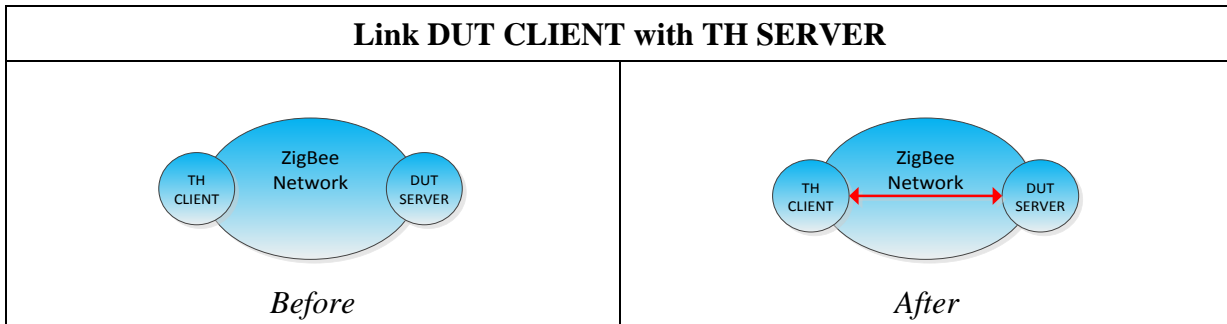 Link DUT CLIENT with TH SERVER
ZigBee
Network
TH
CLIENT
DUT
SERVER
Before
ZigBee
Network
TH
CLIENT
DUT
SERVER
After